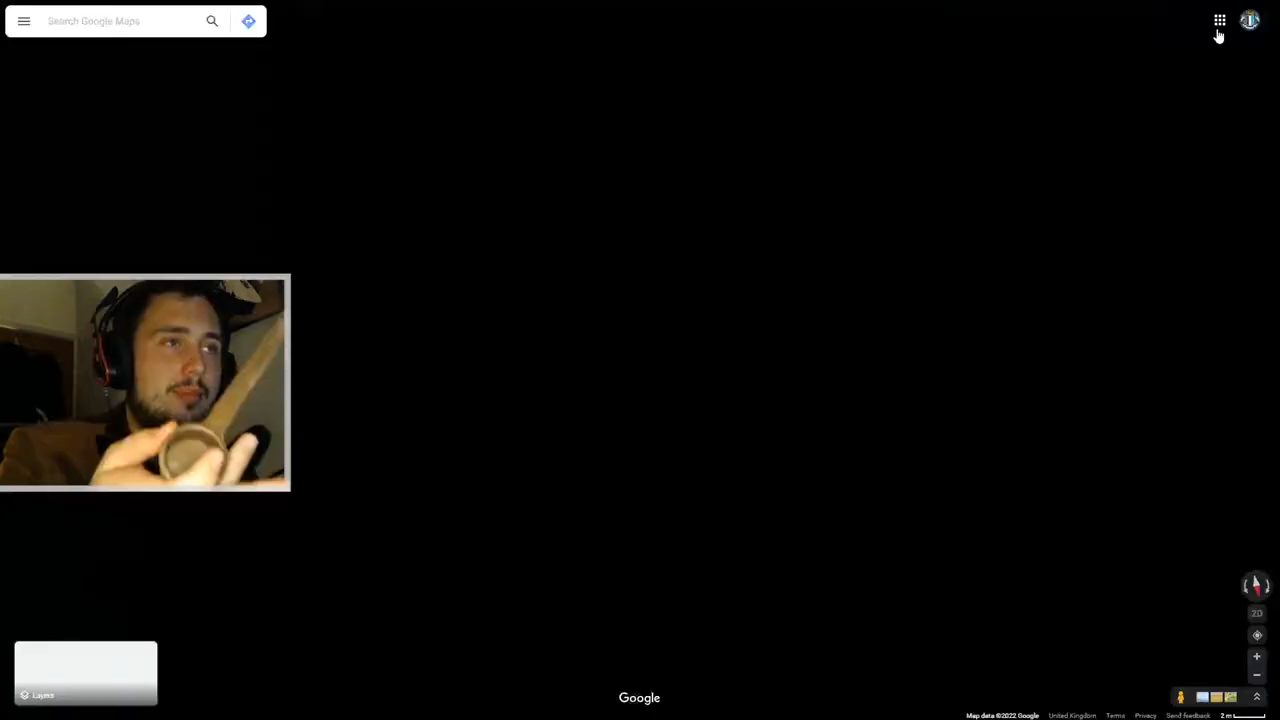 Search Google Maps
2D
Layers
Google
Map data ©2022 Google United Kingdom Terms Privacy Send feedback 2 m